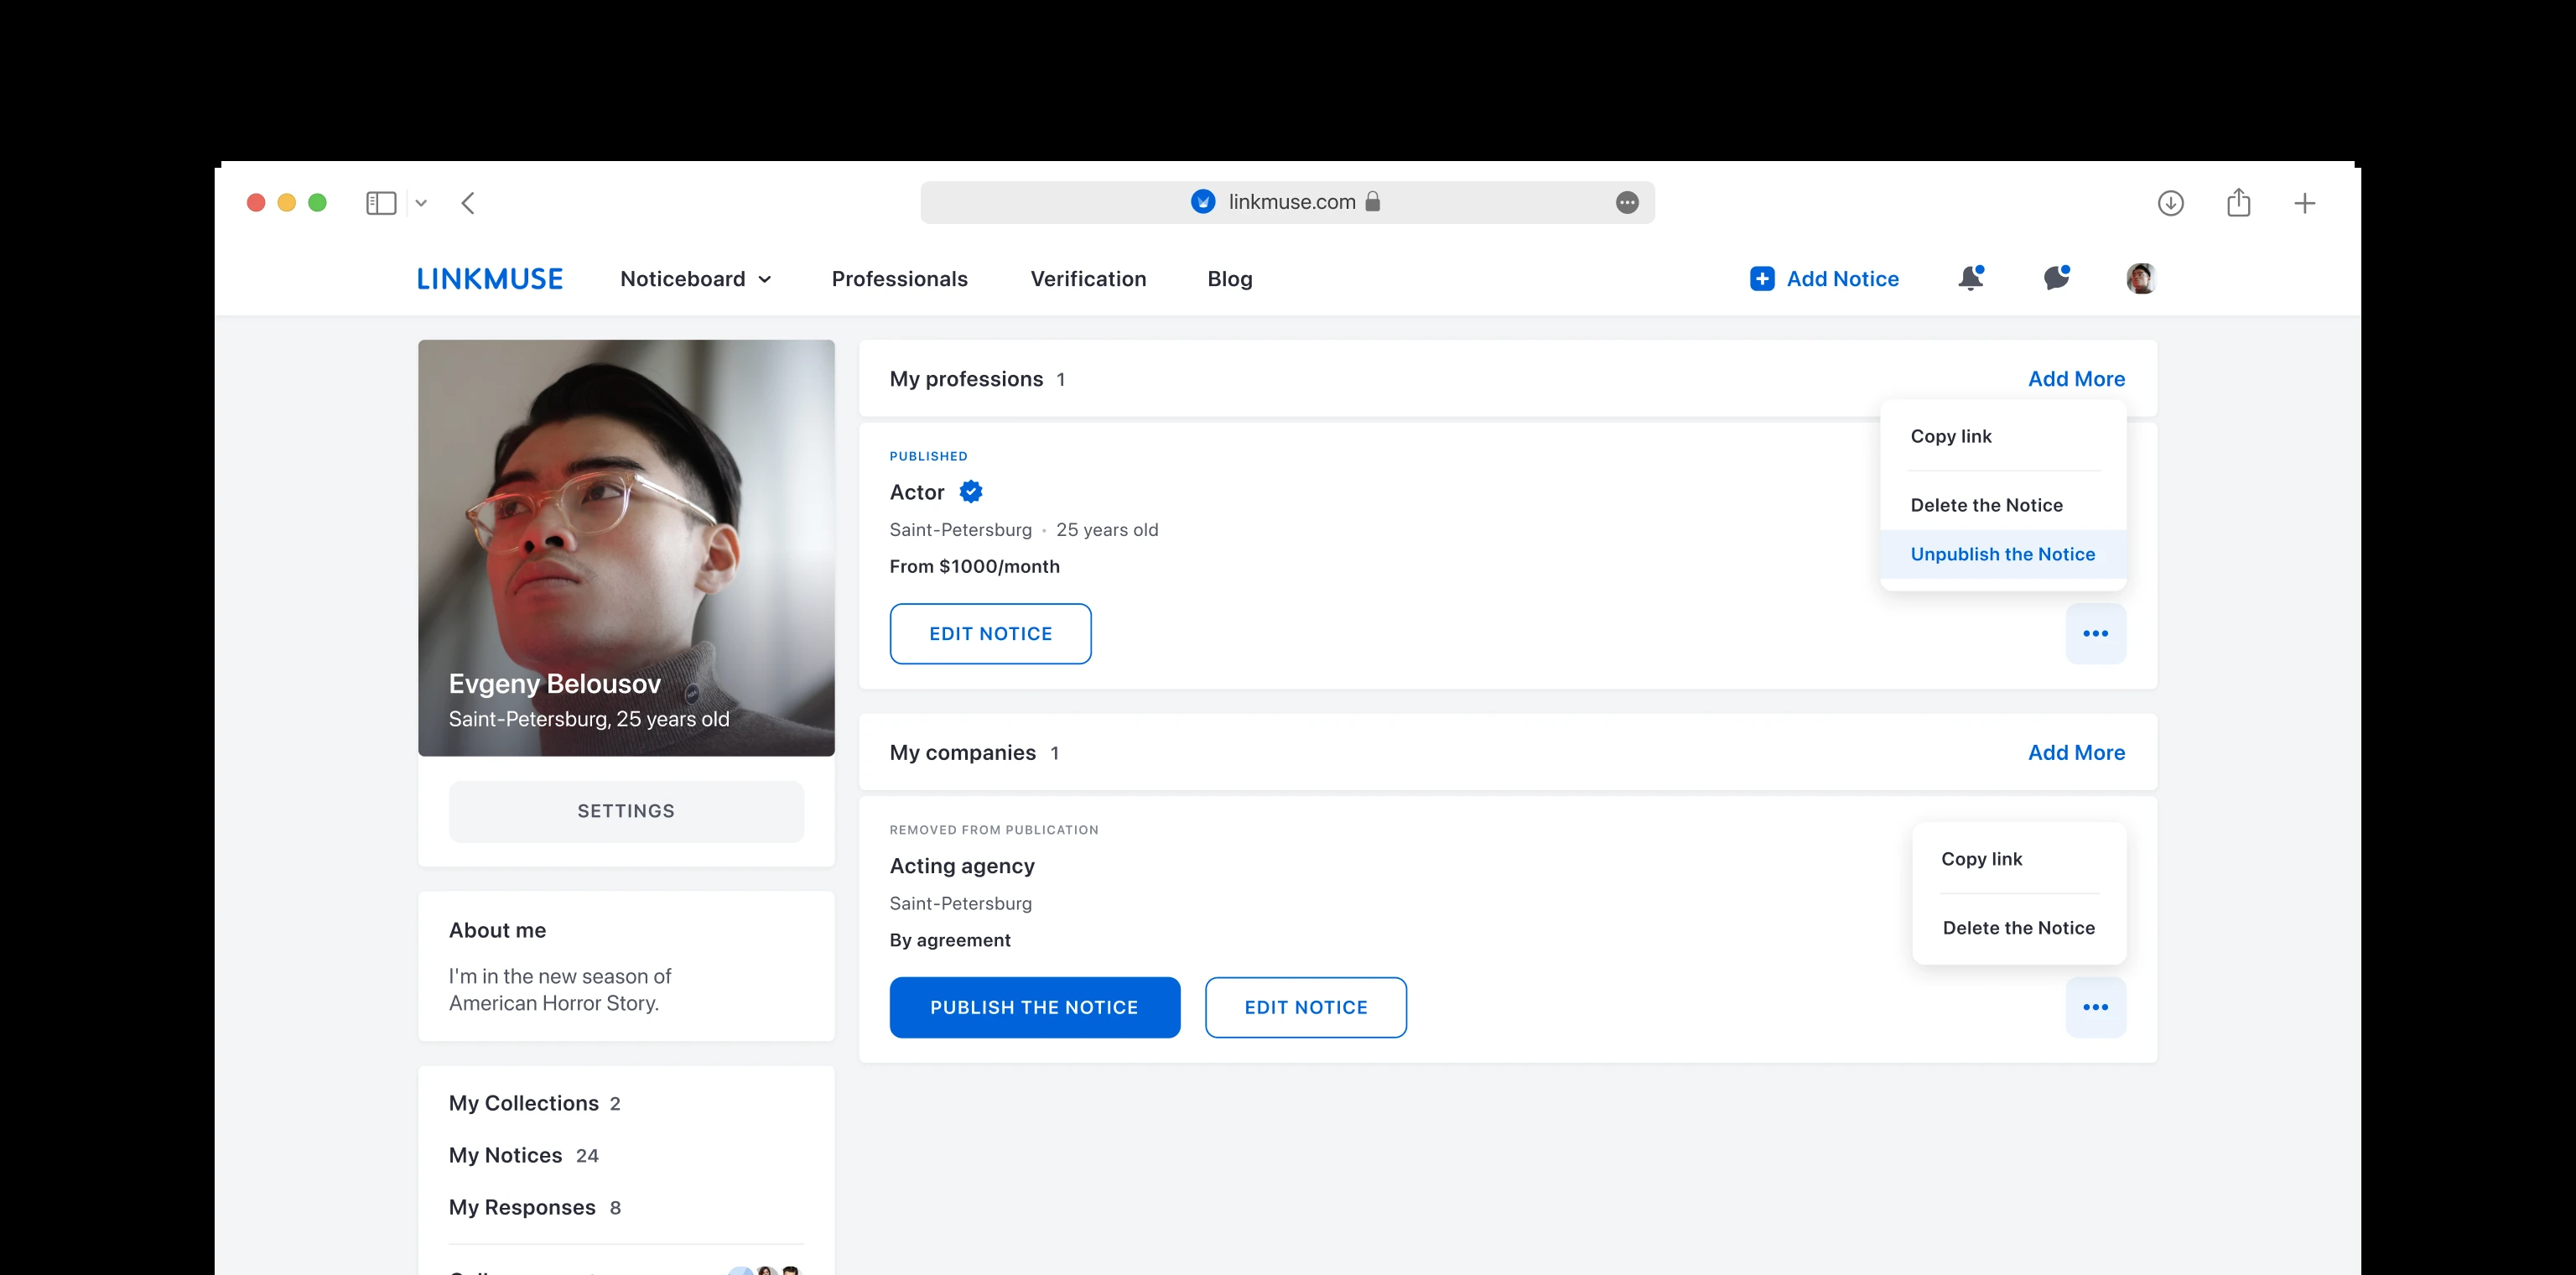 linkmuse.com
LINKMUSE
Noticeboard
Professionals
Verification
Blog
Add Notice
Evgeny Belousov
Saint-Petersburg, 25 years old
SETTINGS
About me
I'm in the new season of
American Horror Story.
My Collections 2
My Notices 24
My Responses 8
My professions 1
Add More
PUBLISHED
Actor
Saint-Petersburg • 25 years old
From $1000/month
EDIT NOTICE
Copy link
Delete the Notice
Unpublish the Notice
My companies 1
Add More
REMOVED FROM PUBLICATION
Acting agency
Saint-Petersburg
By agreement
PUBLISH THE NOTICE
EDIT NOTICE
Copy link
Delete the Notice